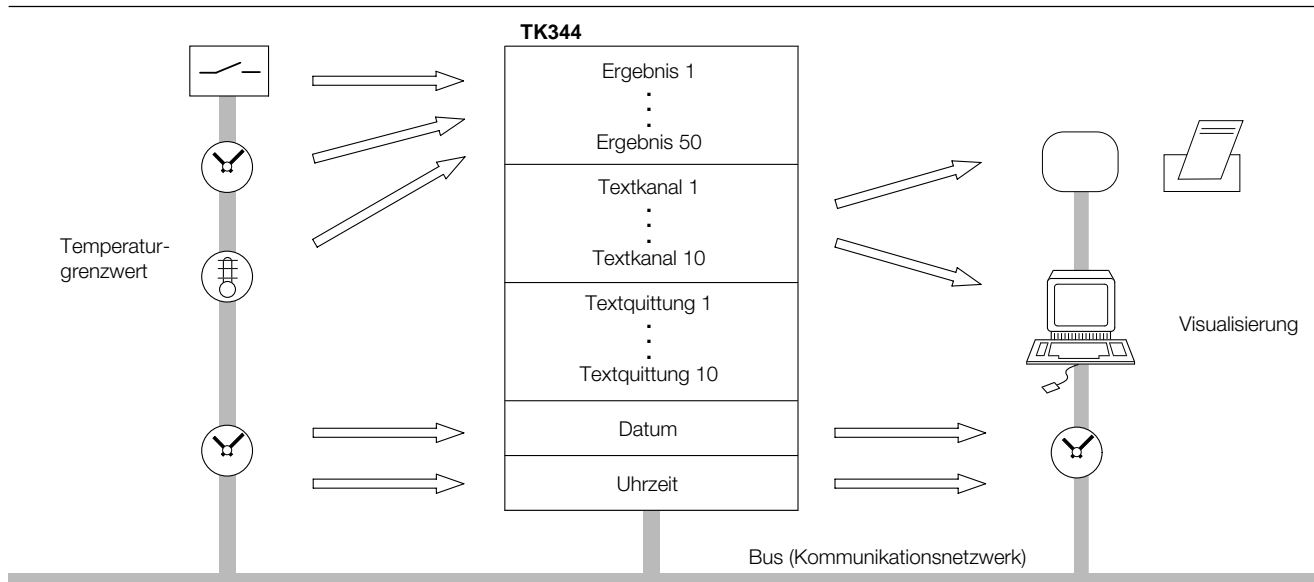 TK344
Ergebnis 1
.
.
.
Ergebnis 50
Textkanal 1
.
.
.
Textkanal 10
Temperatur-
grenzwert
Textquittung 1
.
.
.
Textquittung 10
Visualisierung
Datum
Uhrzeit
Bus (Kommunikationsnetzwerk)